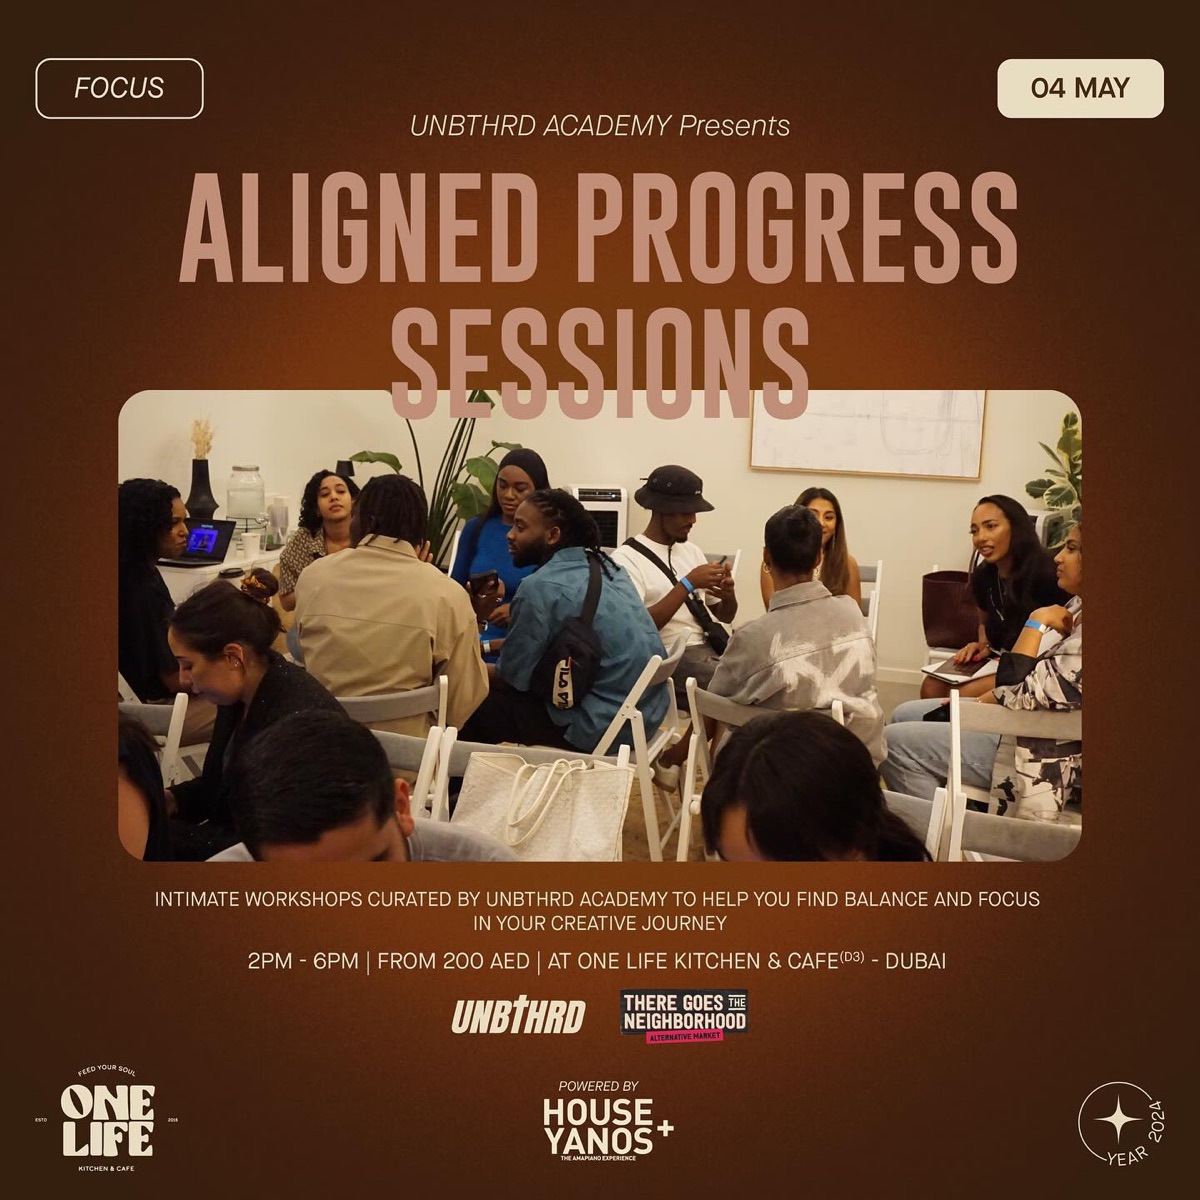 FOCUS
04 MAY
UNBTHRD ACADEMY Presents
ALIGNED PROGRESS
SESSIONS
INTIMATE WORKSHOPS CURATED BY UNBTHRD ACADEMY TO HELP YOU FIND BALANCE AND FOCUS
IN YOUR CREATIVE JOURNEY
2PM - 6PM | FROM 200 AED | AT ONE LIFE KITCHEN & CAFE(D3) - DUBAI
UNBTHRD
THERE GOES THE
NEIGHBORHOOD
ALTERNATIVE MARKET
FEED YOUR SOUL
ONE
LIFE
ESTD
KITCHEN & CAFE
POWERED BY
HOUSE
YANOS+
THE AMAPIANO EXPERIENCE
YEAR 2024